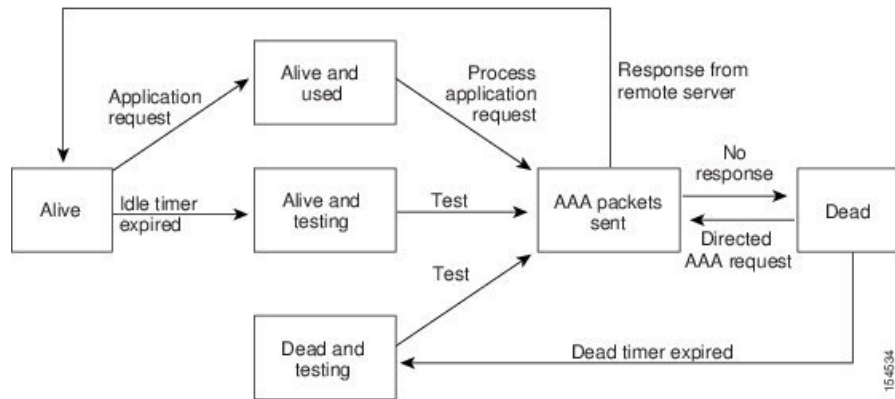 Alive and
used
Process
application
request
Response from
remote server
Application
request
No
response
Alive
Idle timer
expired
Alive and
testing
Test
AAA packets
sent
Dead
Directed
AAA request
Test
Dead and
testing
Dead timer expired
154534